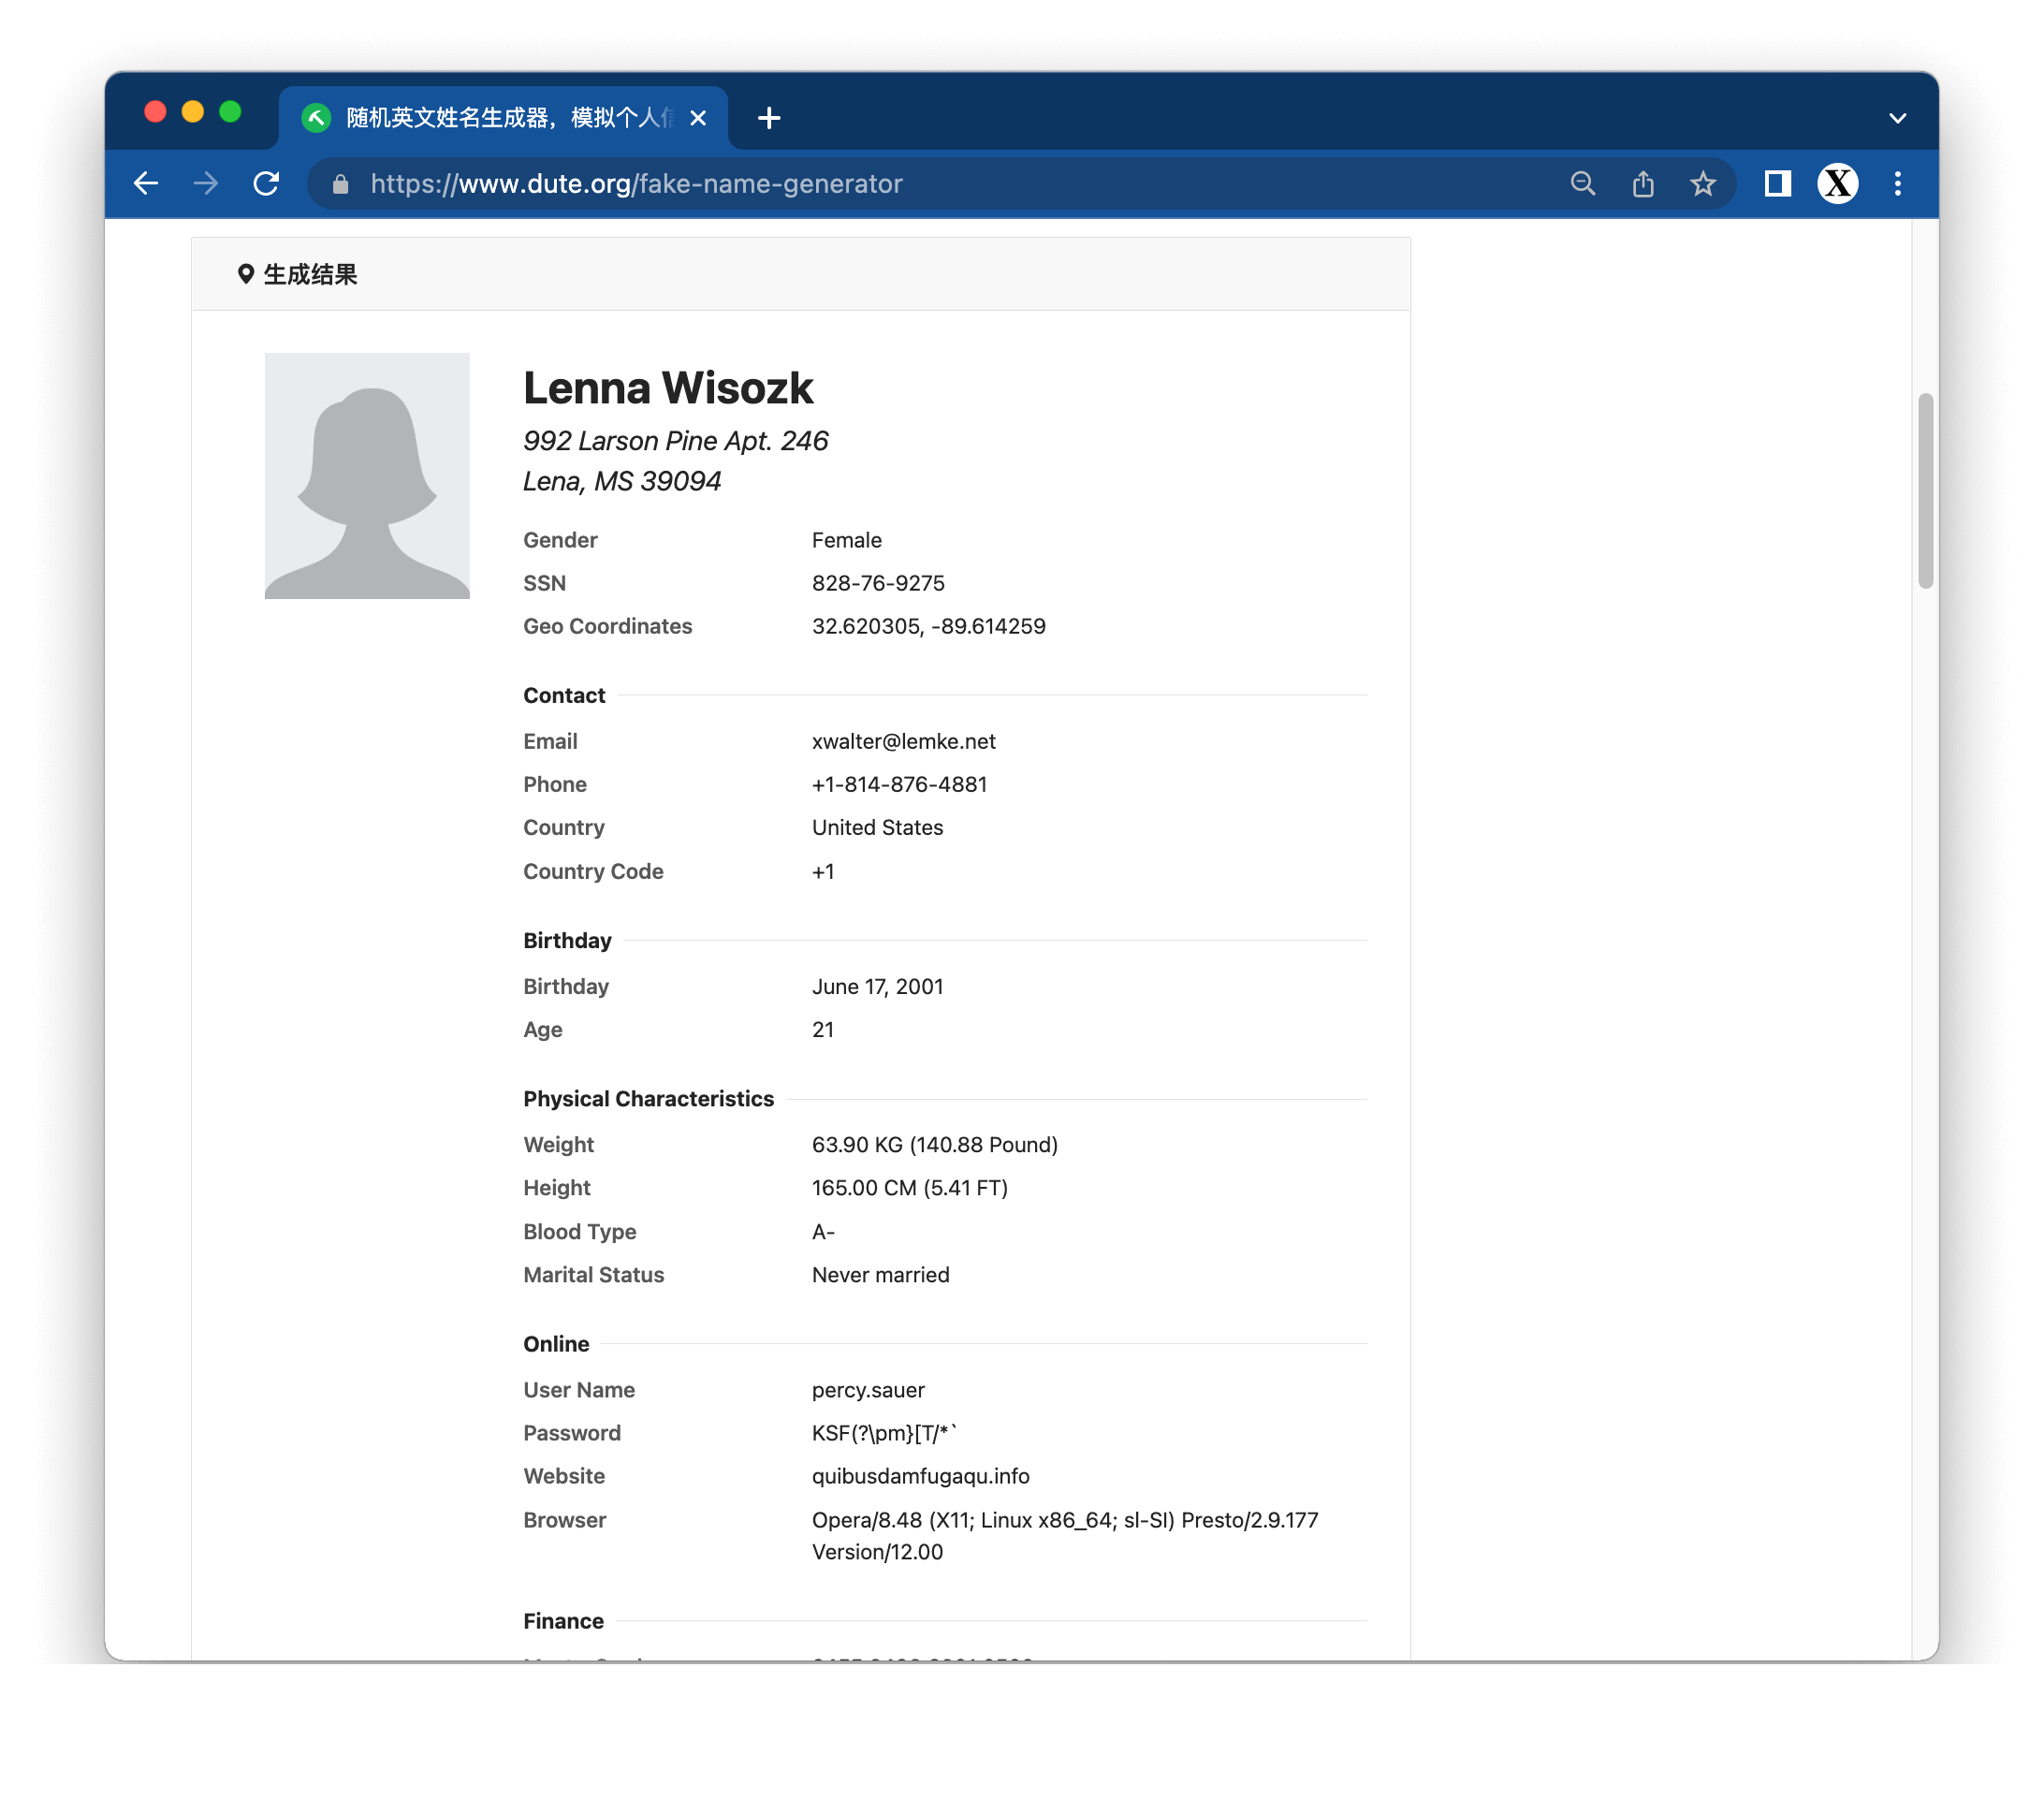 随机英文姓名生成器，模拟个人
https://www.dute.org/fake-name-generator
X
生成结果
Lenna Wisozk
992 Larson Pine Apt. 246
Lena, MS 39094
Gender Female
SSN 828-76-9275
Geo Coordinates 32.620305, -89.614259
Contact
Email xwalter@lemke.net
Phone +1-814-876-4881
Country United States
Country Code +1
Birthday
Birthday June 17, 2001
Age 21
Physical Characteristics
Weight 63.90 KG (140.88 Pound)
Height 165.00 CM (5.41 FT)
Blood Type A-
Marital Status Never married
Online
User Name percy.sauer
Password KSF(?\pm}[T/*`
Website quibusdamfugaqu.info
Browser Opera/8.48 (X11; Linux x86_64; sl-SI) Presto/2.9.177
Version/12.00
Finance